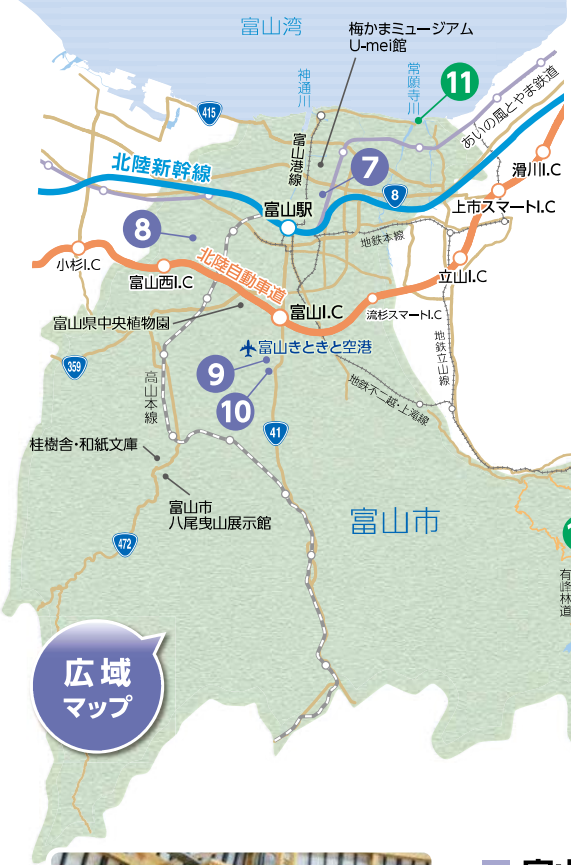 富山湾
梅かまミュージアム
U-mei館
神通川
常願寺川
11
415
あいの風とやま鉄道
富山港線
北陸新幹線
7
8
滑川I.C
富山駅
上市スマートI.C
8
地鉄本線
小杉I.C
富山西I.C
北陸自動車道
立山I.C
富山I.C
流杉スマートI.C
富山県中央植物園
富山きときと空港
地鉄立山線
359
9
高山本線
地鉄不二越・上滝線
10
41
桂樹舎・和紙文庫
富山市
八尾曳山展示館
富山市
472
有峰林道
広域
マップ